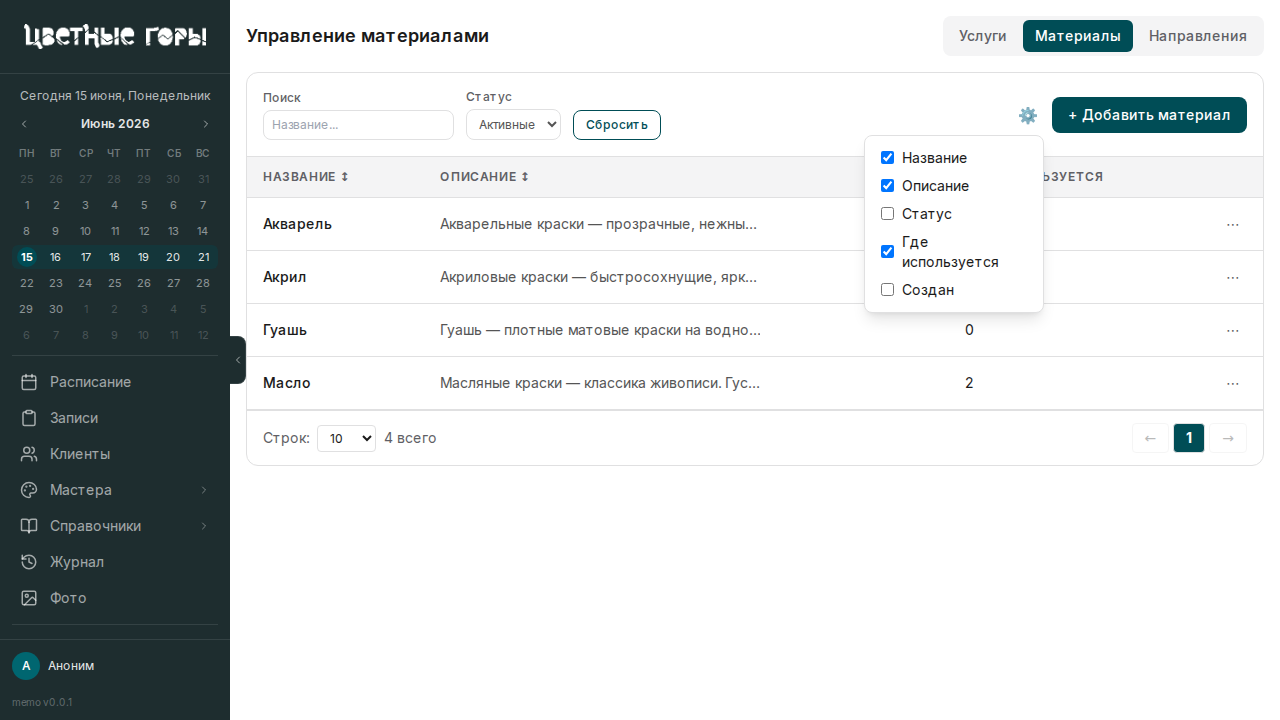 Цветные горы
Сегодня 15 июня, Понедельник
Июнь 2026
ПН ВТ СР ЧТ ПТ СБ ВС
25 26 27 28 29 30 31
1 2 3 4 5 6 7
8 9 10 11 12 13 14
15 16 17 18 19 20 21
22 23 24 25 26 27 28
29 30 1 2 3 4 5
6 7 8 9 10 11 12
Расписание
Записи
Клиенты
Мастера
Справочники
Журнал
Фото
А Аноним
memo v0.0.1
Управление материалами
Услуги Материалы Направления
Поиск
Название...
Статус
Активные
Сбросить
+ Добавить материал
Название
Описание
Статус
Где
используется
Создан
НАЗВАНИЕ ↕ ОПИСАНИЕ ↕ ЬЗУЕТСЯ
Акварель Акварельные краски — прозрачные, нежны... ...
Акрил Акриловые краски — быстросохнущие, ярк... ...
Гуашь Гуашь — плотные матовые краски на водно... 0 ...
Масло Масляные краски — классика живописи. Гус... 2 ...
Строк: 10 4 всего ← 1 →